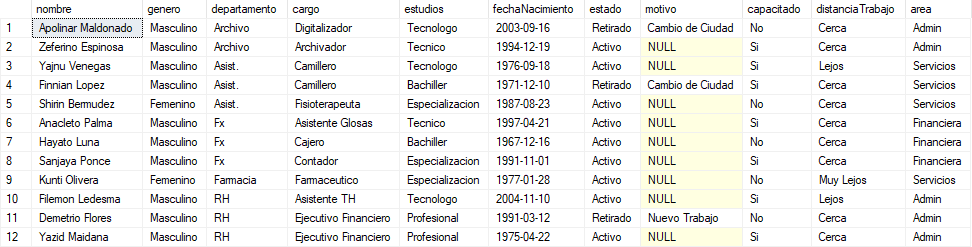 nombre genero departamento cargo estudios fechaNacimiento estado motivo capacitado distanciaTrabajo area
1 Apolinar Maldonado Masculino Archivo Digitalizador Tecnologo 2003-09-16 Retirado Cambio de Ciudad No Cerca Admin
2 Zeferino Espinosa Masculino Archivo Archivador Tecnico 1994-12-19 Activo NULL Si Cerca Admin
3 Yajnu Venegas Masculino Asist. Camillero Tecnologo 1976-09-18 Activo NULL Si Lejos Servicios
4 Finnian Lopez Masculino Asist. Camillero Bachiller 1971-12-10 Retirado Cambio de Ciudad Si Cerca Servicios
5 Shirin Bermudez Femenino Asist. Fisioterapeuta Especializacion 1987-08-23 Activo NULL No Cerca Servicios
6 Anacleto Palma Masculino Fx Asistente Glosas Tecnico 1997-04-21 Activo NULL Si Cerca Financiera
7 Hayato Luna Masculino Fx Cajero Bachiller 1967-12-16 Activo NULL No Cerca Financiera
8 Sanjaya Ponce Masculino Fx Contador Especializacion 1991-11-01 Activo NULL Si Cerca Financiera
9 Kunti Olivera Femenino Farmacia Farmaceutico Especializacion 1977-01-28 Activo NULL No Muy Lejos Servicios
10 Filemon Ledesma Masculino RH Asistente TH Tecnologo 2004-11-10 Activo NULL Si Lejos Admin
11 Demetrio Flores Masculino RH Ejecutivo Financiero Profesional 1991-03-12 Retirado Nuevo Trabajo No Cerca Admin
12 Yazid Maidana Masculino RH Ejecutivo Financiero Profesional 1975-04-22 Activo NULL Si Cerca Admin